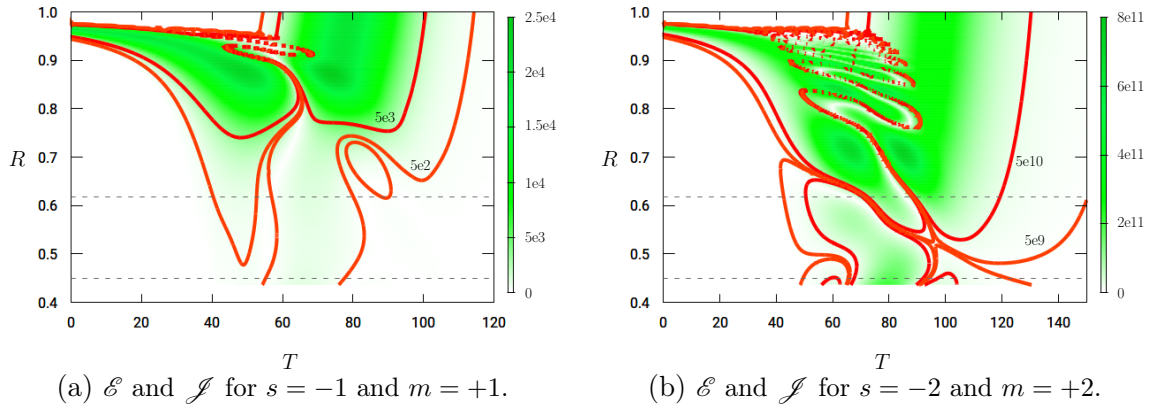 1.0
0.9
0.8
0.7
0.6
0.5
0.4
R
0 20 40 60 80 100 120
T
5e3
5e2
2.5e4
2e4
1.5e4
1e4
5e3
0
(a) ℰ and 𝒥 for s = −1 and m = +1.
1.0
0.9
0.8
0.7
0.6
0.5
0.4
R
0 20 40 60 80 100 120 140
T
5e10
5e9
8e11
6e11
4e11
2e11
0
(b) ℰ and 𝒥 for s = −2 and m = +2.